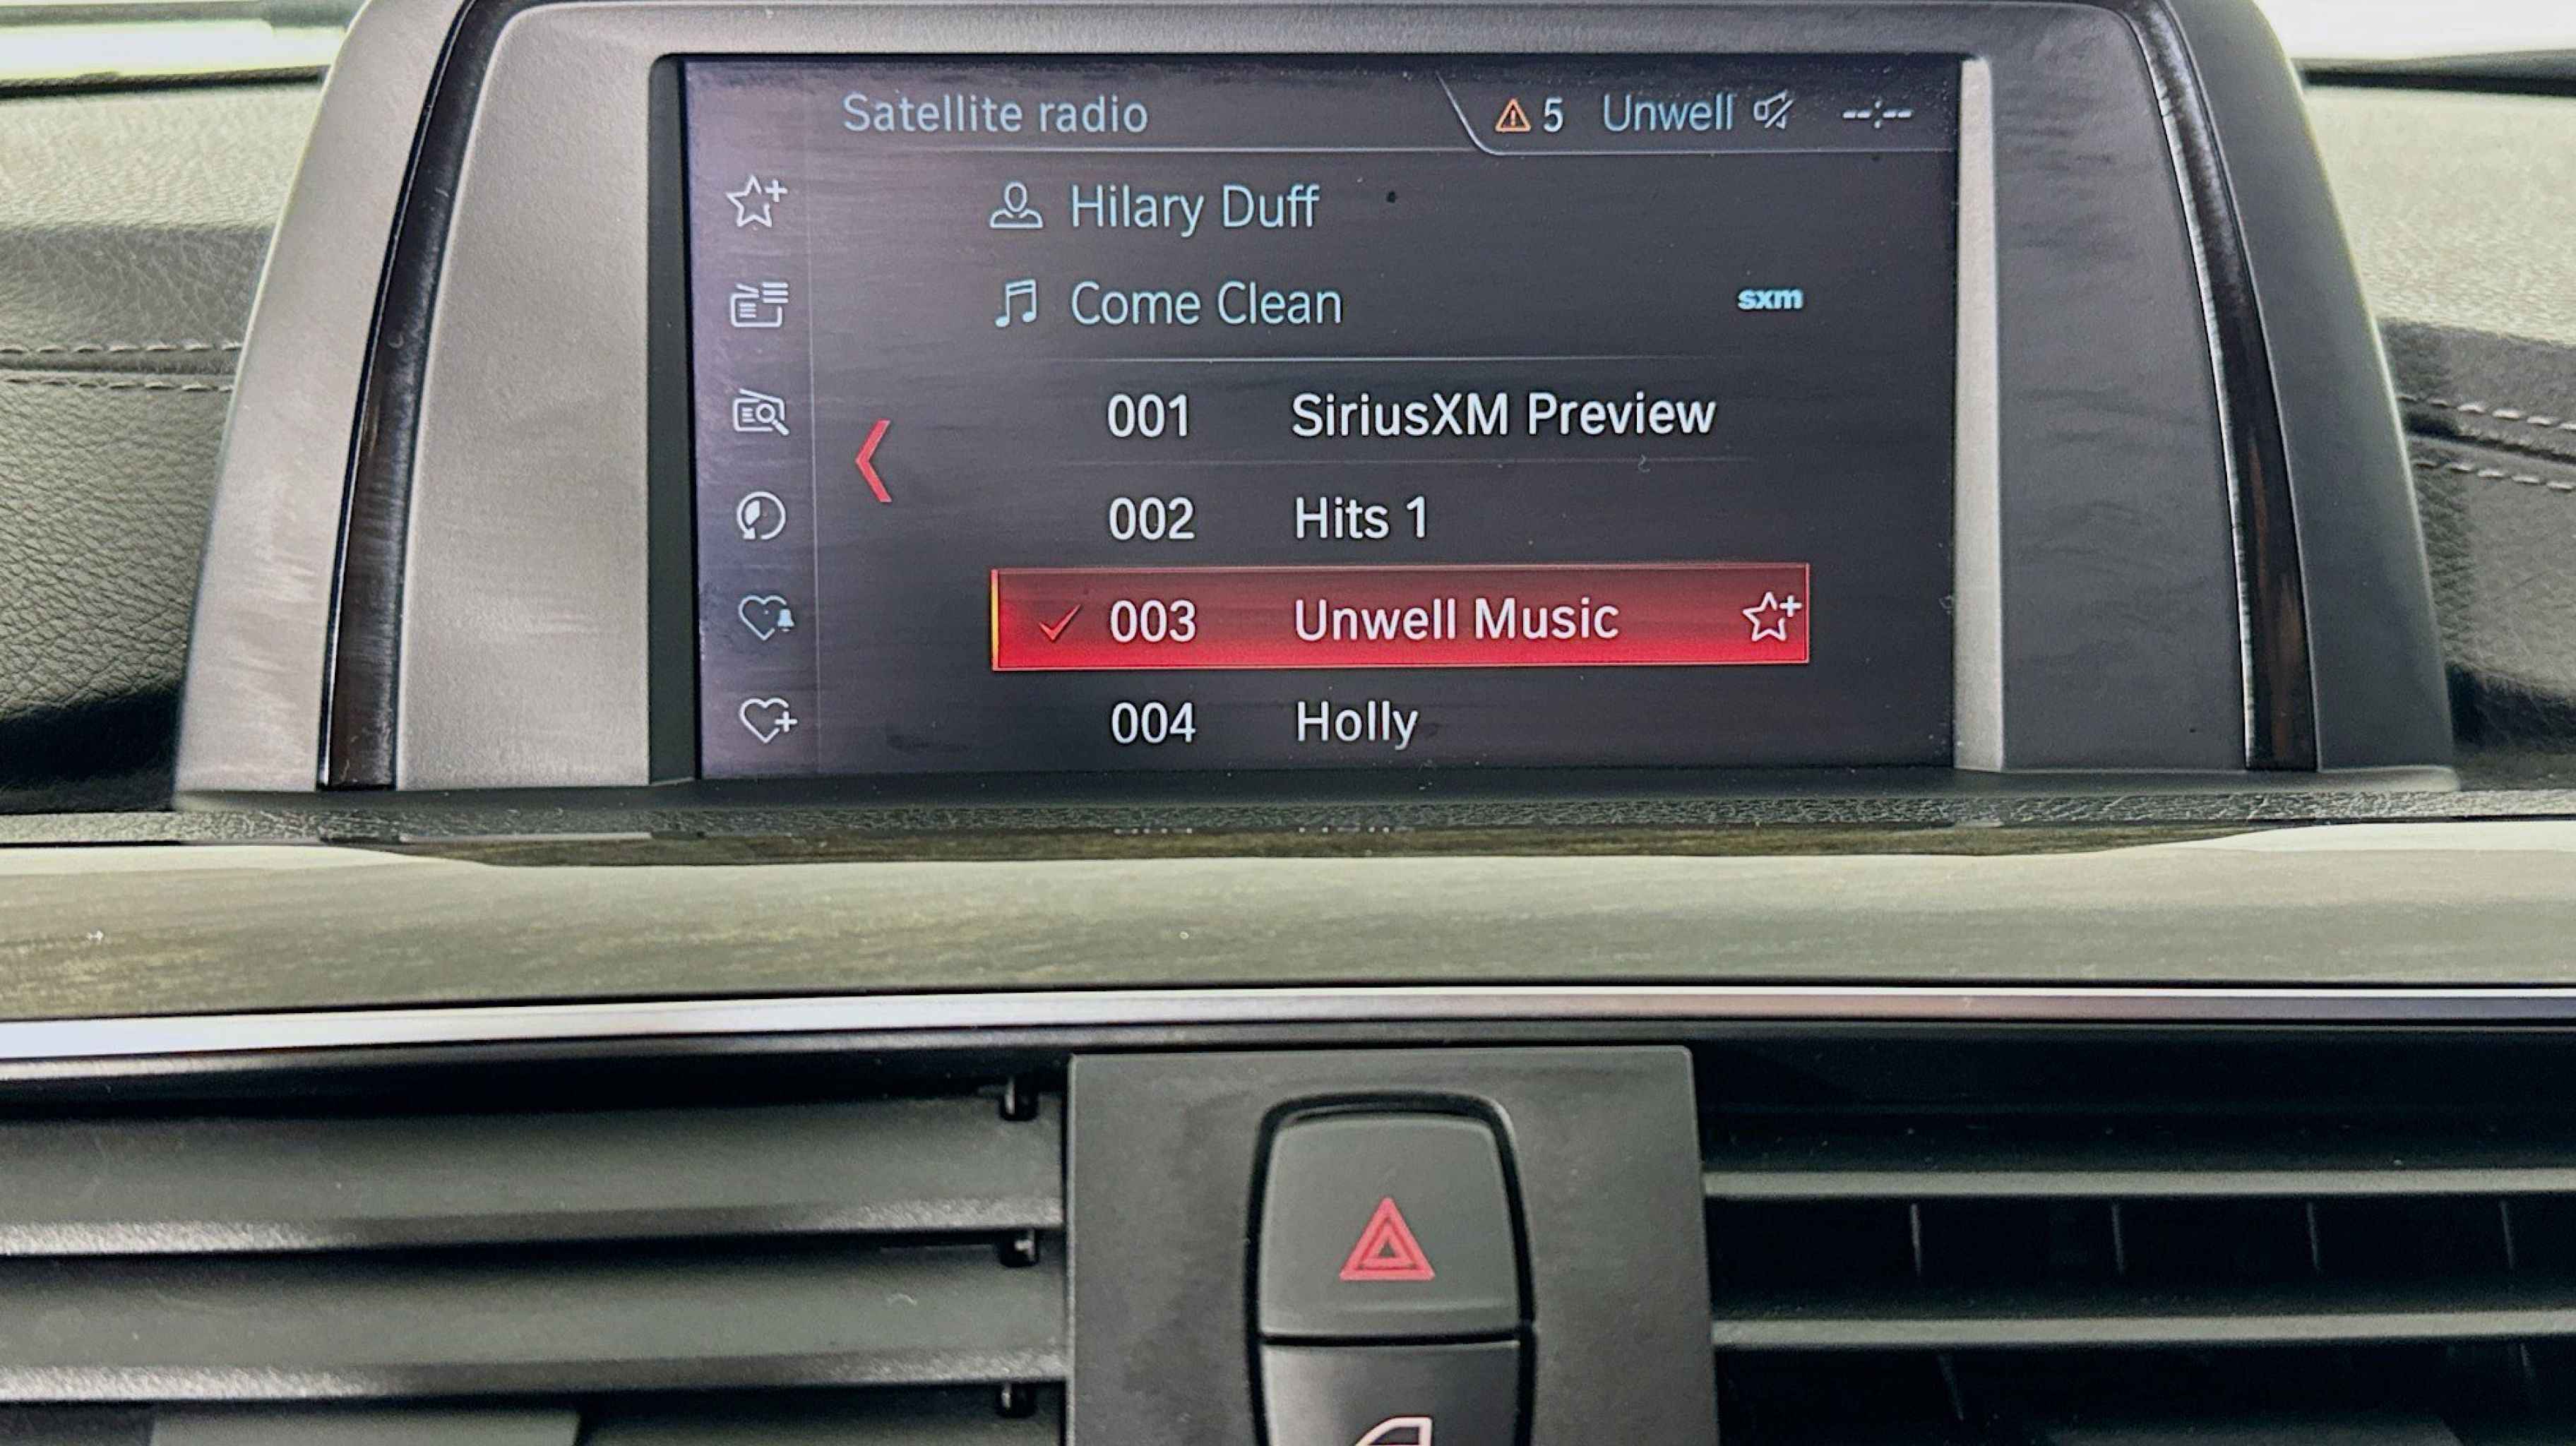 Satellite radio
5 Unwell --:--
Hilary Duff
Come Clean
sxm
001 SiriusXM Preview
002 Hits 1
003 Unwell Music
004 Holly